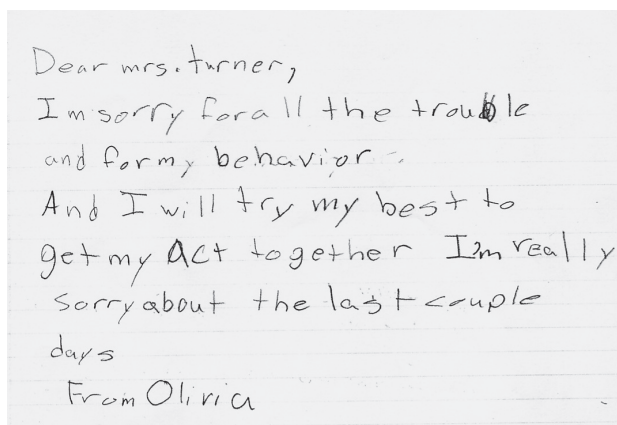 Dear mrs. turner,
Im sorry for all the trouble
and for my behavior.
And I will try my best to
get my Act together I'm really
sorry about the last couple
days
From Olivia